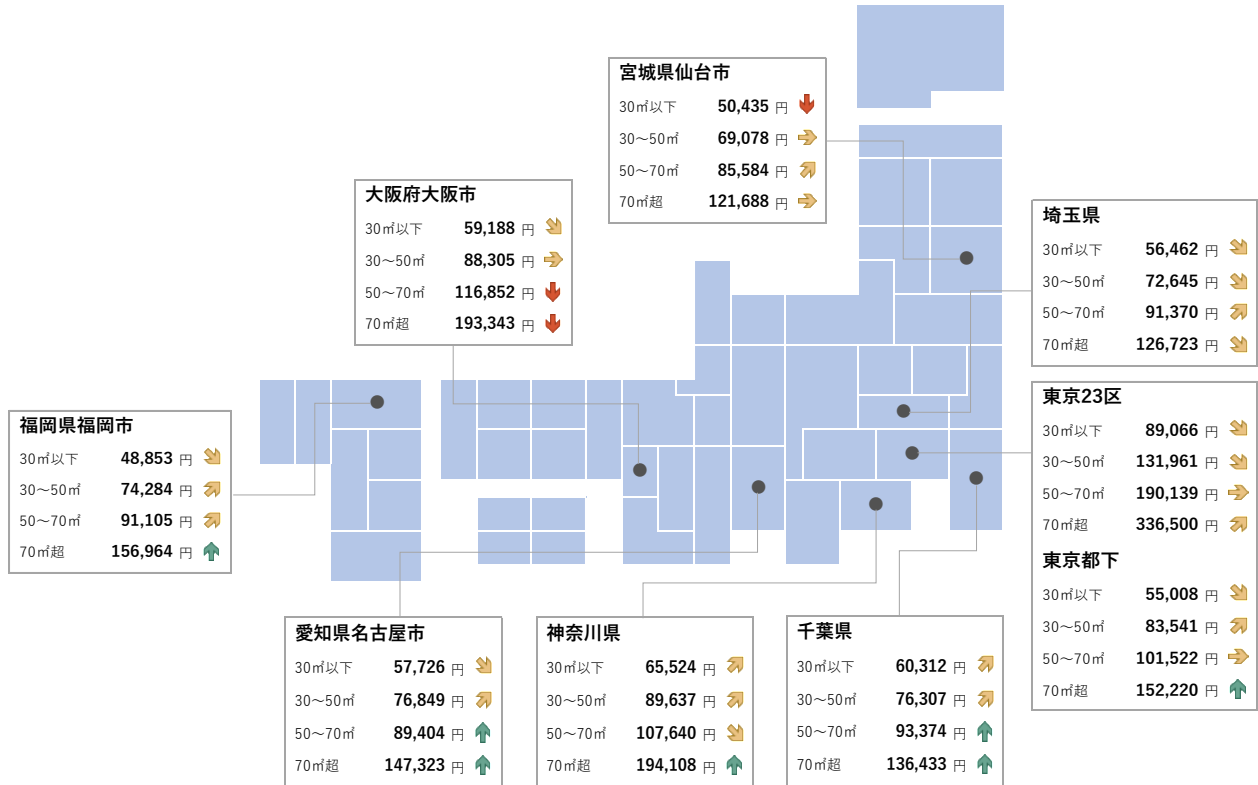 宮城県仙台市
30㎡以下 50,435 円
30～50㎡ 69,078 円
50～70㎡ 85,584 円
70㎡超 121,688 円
大阪府大阪市
30㎡以下 59,188 円
30～50㎡ 88,305 円
50～70㎡ 116,852 円
70㎡超 193,343 円
埼玉県
30㎡以下 56,462 円
30～50㎡ 72,645 円
50～70㎡ 91,370 円
70㎡超 126,723 円
福岡県福岡市
30㎡以下 48,853 円
30～50㎡ 74,284 円
50～70㎡ 91,105 円
70㎡超 156,964 円
東京23区
30㎡以下 89,066 円
30～50㎡ 131,961 円
50～70㎡ 190,139 円
70㎡超 336,500 円
東京都下
30㎡以下 55,008 円
30～50㎡ 83,541 円
50～70㎡ 101,522 円
70㎡超 152,220 円
愛知県名古屋市
30㎡以下 57,726 円
30～50㎡ 76,849 円
50～70㎡ 89,404 円
70㎡超 147,323 円
神奈川県
30㎡以下 65,524 円
30～50㎡ 89,637 円
50～70㎡ 107,640 円
70㎡超 194,108 円
千葉県
30㎡以下 60,312 円
30～50㎡ 76,307 円
50～70㎡ 93,374 円
70㎡超 136,433 円